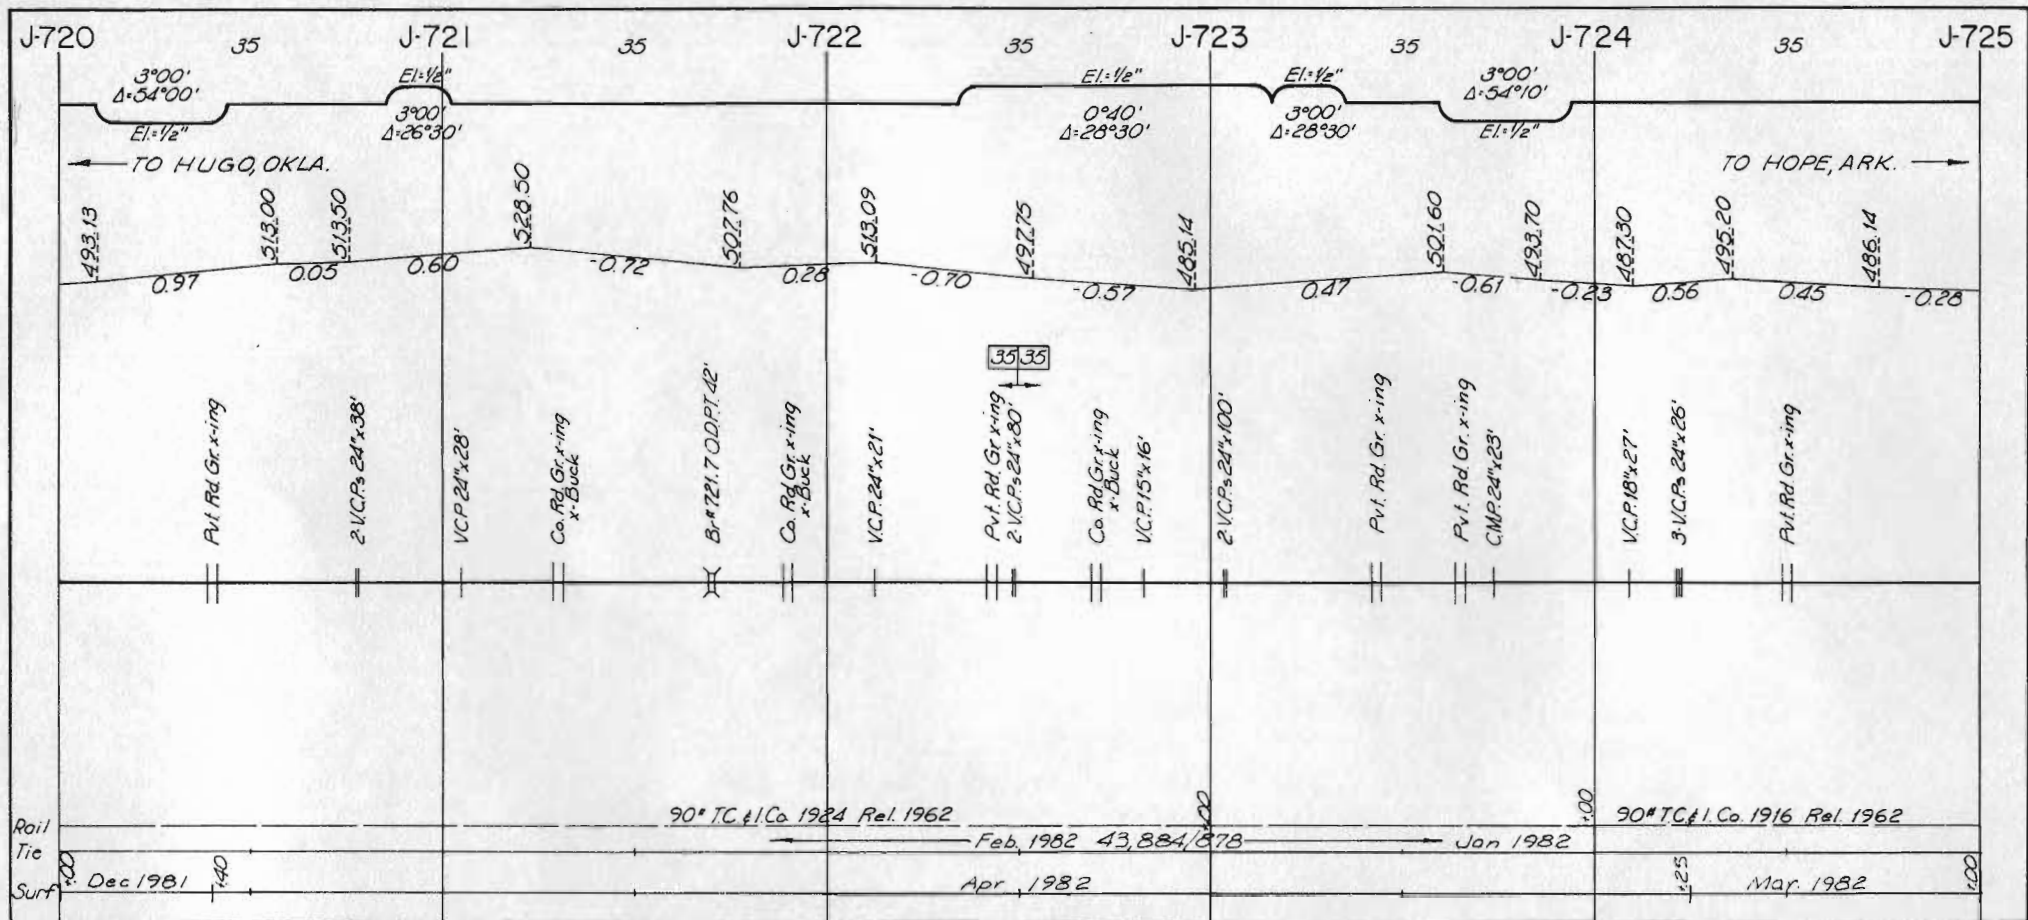 J-720 35 J-721 35 J-722 35 J-723 35 J-724 35 J-725
3°00' El.=1/2" El.=1/2" El.=1/2" 3°00'
Δ=54°00' Δ=54°10'
El.=1/2" 3°00' 0°40' 3°00' El.=1/2"
Δ=26°30' Δ=28°30' Δ=28°30'
TO HUGO, OKLA. TO HOPE, ARK.
493.13
513.00
513.50
528.50
507.76
513.09
497.75
485.14
501.60
493.70
487.30
495.20
486.14
0.97 0.05 0.60 -0.72 0.28 -0.70 -0.57 0.47 -0.61 -0.23 0.56 0.45 -0.28
35 35
Pvt. Rd. Gr. x-ing
2-V.C.P.s 24"x38'
V.C.P. 24"x28'
Co. Rd. Gr. x-ing
x-Buck
Br#721.7 O.D.P.T. 42'
Co. Rd. Gr. x-ing
x-Buck
V.C.P. 24"x21'
Pvt. Rd. Gr. x-ing
2-V.C.P.s 24"x80'
Co. Rd. Gr. x-ing
x-Buck
V.C.P. 15"x16'
2-V.C.P.s 24"x100'
Pvt. Rd. Gr. x-ing
Pvt. Rd. Gr. x-ing
C.M.P. 24"x23'
V.C.P. 18"x27'
3-V.C.P.s 24"x26'
Pvt. Rd. Gr. x-ing
Rail 90# T.C.&I. Co. 1924 Rel. 1962 .00 .00 90# T.C.&I. Co. 1916 Rel. 1962
Tie Feb. 1982 43,884/878 Jan 1982
Surf .00 Dec 1981 .40 Apr. 1982 .25 Mar. 1982 .00